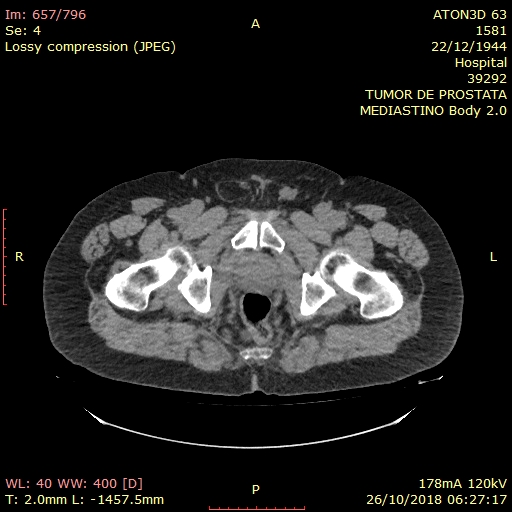 Im: 657/796
Se: 4
Lossy compression (JPEG)
A
ATON3D 63
1581
22/12/1944
Hospital
39292
TUMOR DE PROSTATA
MEDIASTINO Body 2.0
R
L
WL: 40 WW: 400 [D]
T: 2.0mm L: -1457.5mm
P
178mA 120kV
26/10/2018 06:27:17